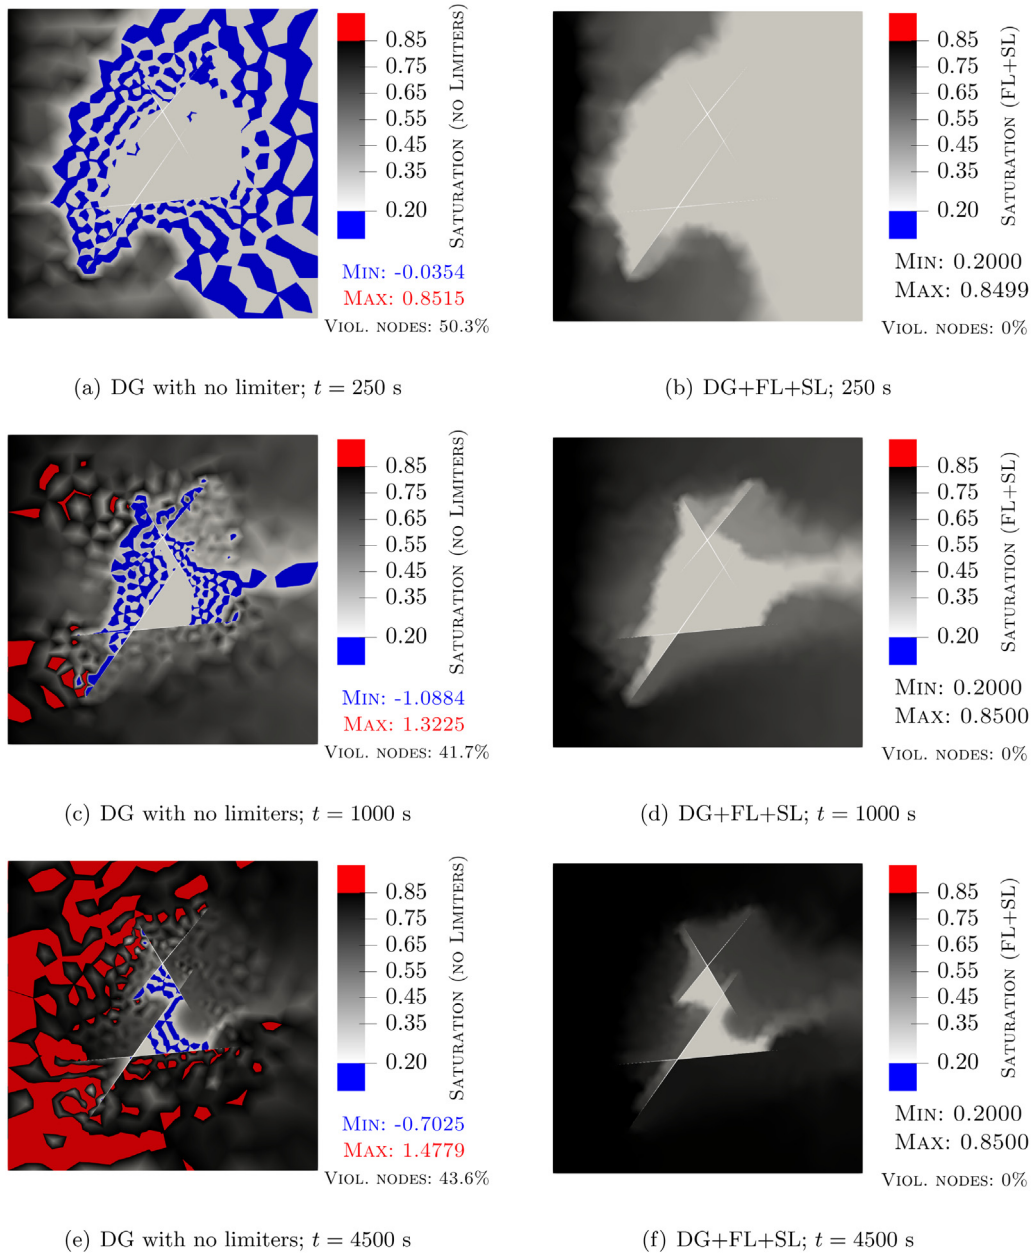 0.85
0.75
0.65
0.55
0.45
0.35
0.20
Saturation (no Limiters)
Min: -0.0354
Max: 0.8515
Viol. nodes: 50.3%
(a) DG with no limiter; t = 250 s
0.85
0.75
0.65
0.55
0.45
0.35
0.20
Saturation (FL+SL)
Min: 0.2000
Max: 0.8499
Viol. nodes: 0%
(b) DG+FL+SL; 250 s
0.85
0.75
0.65
0.55
0.45
0.35
0.20
Saturation (no Limiters)
Min: -1.0884
Max: 1.3225
Viol. nodes: 41.7%
(c) DG with no limiters; t = 1000 s
0.85
0.75
0.65
0.55
0.45
0.35
0.20
Saturation (FL+SL)
Min: 0.2000
Max: 0.8500
Viol. nodes: 0%
(d) DG+FL+SL; t = 1000 s
0.85
0.75
0.65
0.55
0.45
0.35
0.20
Saturation (no Limiters)
Min: -0.7025
Max: 1.4779
Viol. nodes: 43.6%
(e) DG with no limiters; t = 4500 s
0.85
0.75
0.65
0.55
0.45
0.35
0.20
Saturation (FL+SL)
Min: 0.2000
Max: 0.8500
Viol. nodes: 0%
(f) DG+FL+SL; t = 4500 s